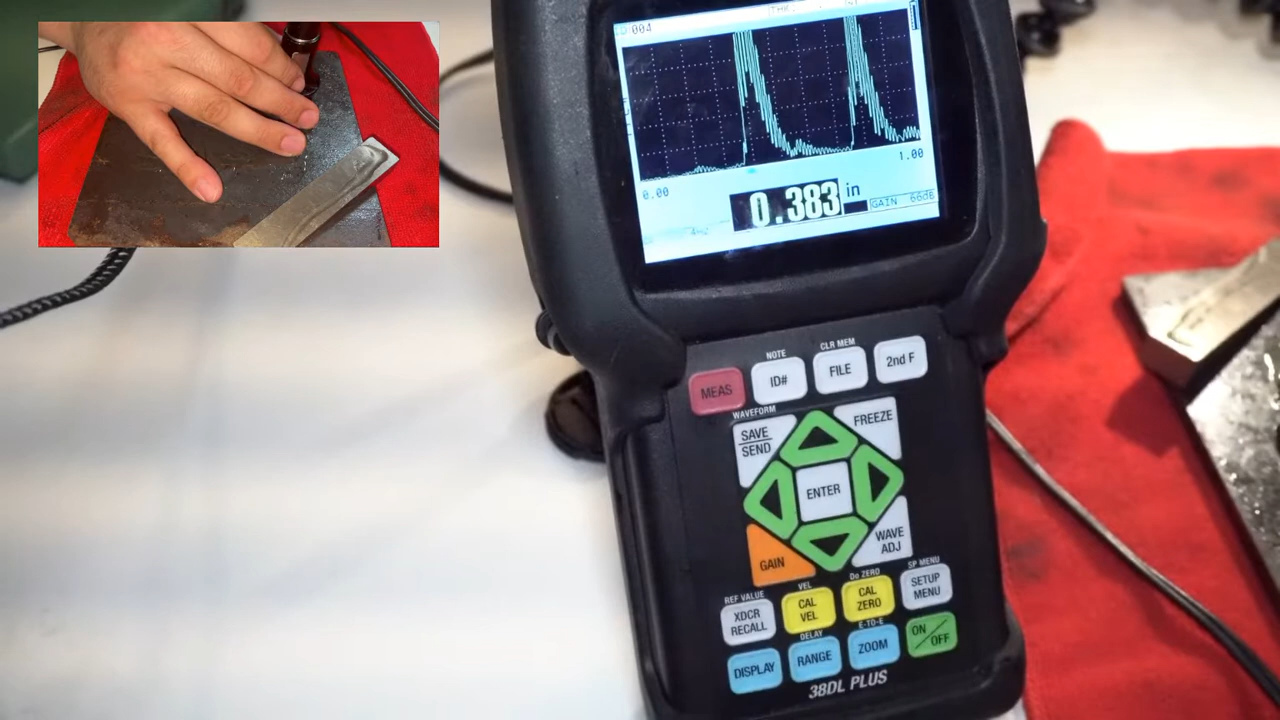 ID 004
0.00
1.00
0.383 in
GAIN 66dB
NOTE
CLR MEM
MEAS
ID#
FILE
2nd F
WAVEFORM
SAVE
SEND
FREEZE
ENTER
GAIN
WAVE
ADJ
REF VALUE
VEL
Do ZERO
SP MENU
XDCR
RECALL
CAL
VEL
CAL
ZERO
SETUP
MENU
DELAY
E-TO-E
DISPLAY
RANGE
ZOOM
ON/OFF
38DL PLUS